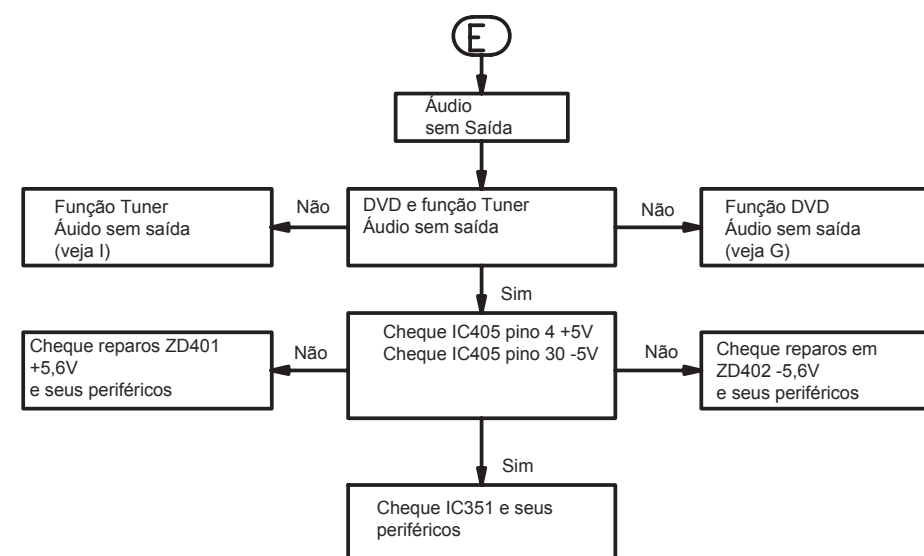 E
Áudio
sem Saída
Função Tuner
Áuido sem saída
(veja I)
Não
DVD e função Tuner
Áudio sem saída
Não
Função DVD
Áudio sem saída
(veja G)
Sim
Cheque reparos ZD401
+5,6V
e seus periféricos
Não
Cheque IC405 pino 4 +5V
Cheque IC405 pino 30 -5V
Não
Cheque reparos em
ZD402 -5,6V
e seus periféricos
Sim
Cheque IC351 e seus
periféricos